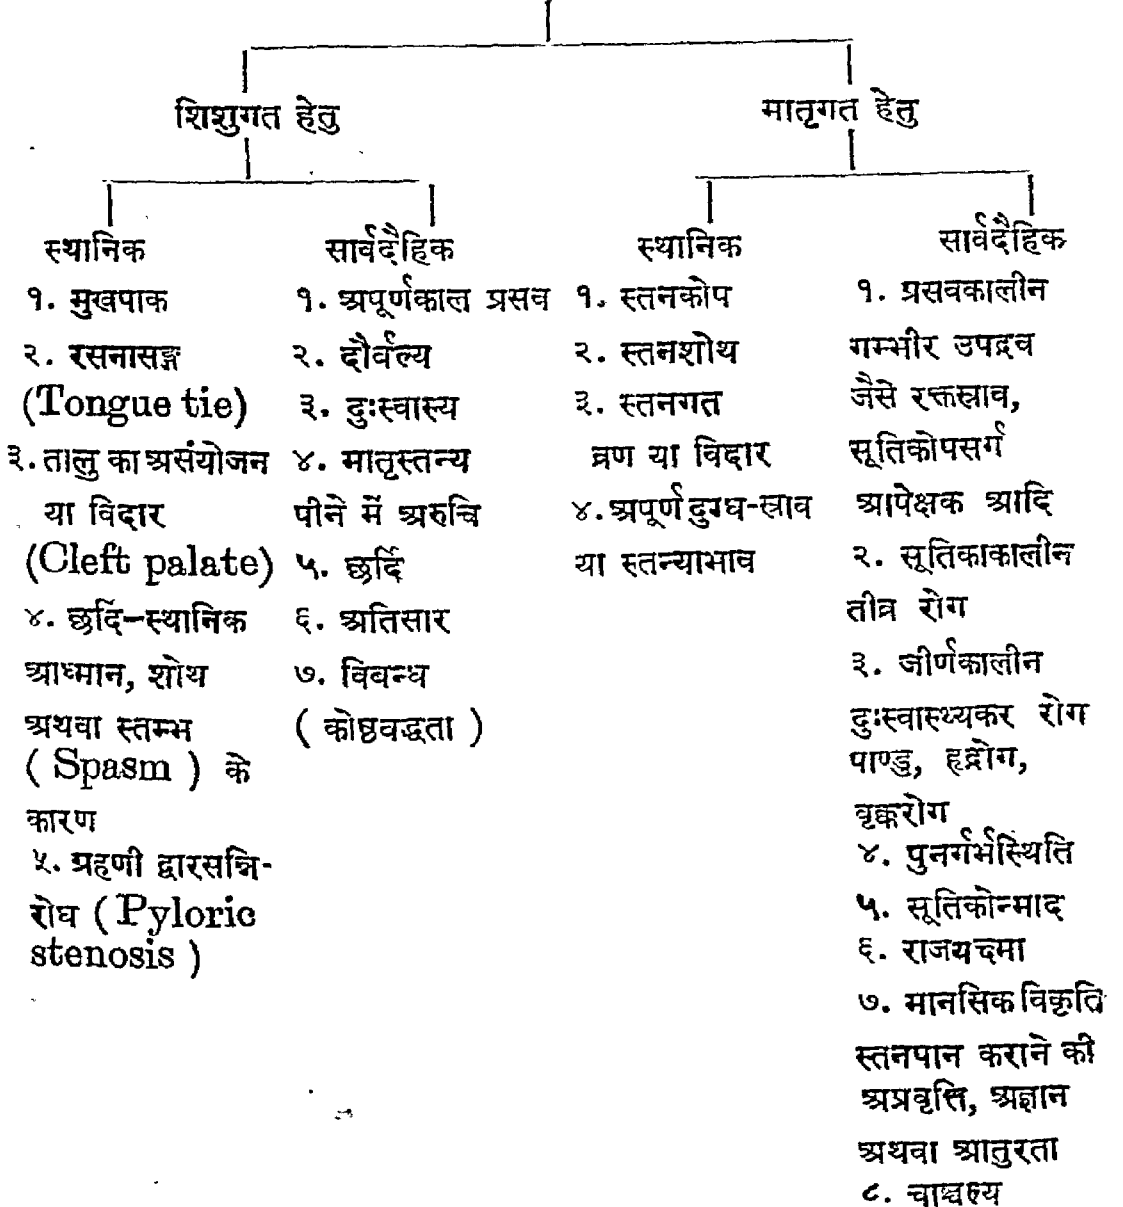 शिशुगत हेतु
मातृगत हेतु
स्थानिक
१. मुखपाक
२. रसनासङ्ग
(Tongue tie)
३. तालु का असंयोजन
या विदार
(Cleft palate)
४. छर्दि-स्थानिक
आध्मान, शोथ
अथवा स्तम्भ
( Spasm ) के
कारण
५. ग्रहणी द्वारसन्नि-
रोध ( Pyloric
stenosis )
सार्वदैहिक
१. अपूर्णकाल प्रसव
२. दौर्वल्य
३. दुःस्वास्य
४. मातृस्तन्य
पीने में अरुचि
५. छर्दि
६. अतिसार
७. विबन्ध
( कोष्ठवद्धता )
स्थानिक
१. स्तनकोप
२. स्तनशोथ
३. स्तनगत
व्रण या विदार
४. अपूर्ण दुग्ध-स्राव
या स्तन्याभाव
सार्वदैहिक
१. प्रसवकालीन
गम्भीर उपद्रव
जैसे रक्तस्राव,
सूतिकोपसर्ग
आपेक्षक आदि
२. सूतिकाकालीन
तीव्र रोग
३. जीर्णकालीन
दुःस्वास्थ्यकर रोग
पाण्डु, हृद्रोग,
वृक्करोग
४. पुनर्गर्भस्थिति
५. सूतिकोन्माद
६. राजयक्ष्मा
७. मानसिक विकृति
स्तनपान कराने की
अप्रवृत्ति, अज्ञान
अथवा आतुरता
८. चाञ्चल्य